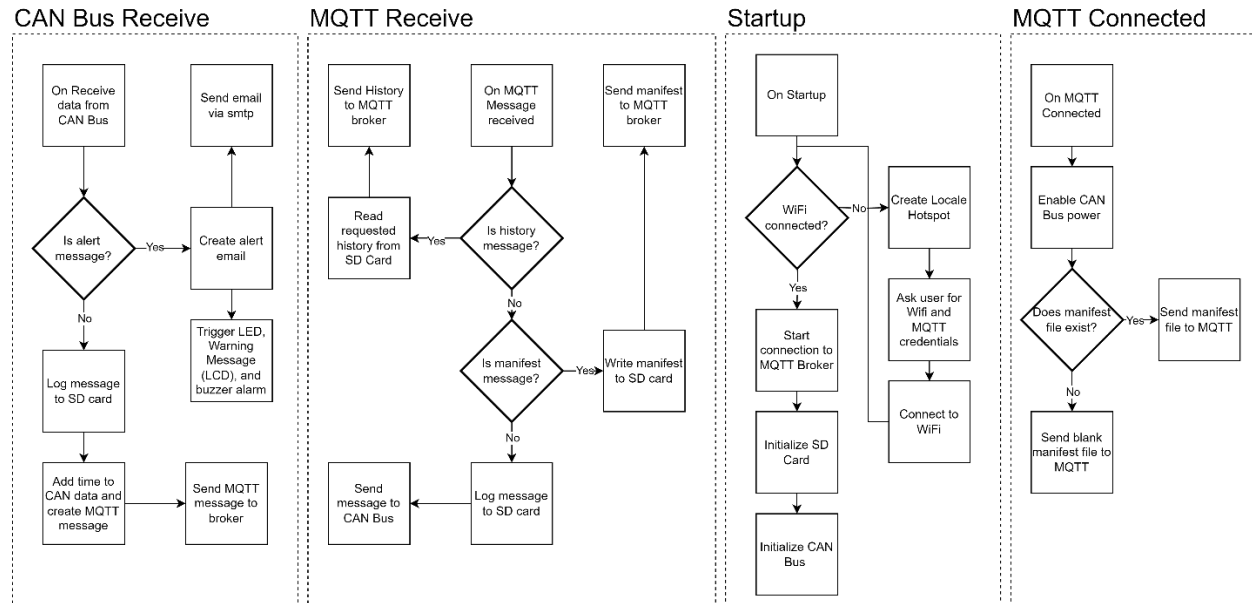 CAN Bus Receive
On Receive
data from
CAN Bus
Send email
via smtp
Is alert
message?
Yes
Create alert
email
No
Trigger LED,
Warning
Message
(LCD), and
buzzer alarm
Log message
to SD card
Add time to
CAN data and
create MQTT
message
Send MQTT
message to
broker
MQTT Receive
Send History
to MQTT
broker
On MQTT
Message
received
Send manifest
to MQTT
broker
Read
requested
history from
SD Card
Yes
Is history
message?
No
Is manifest
message?
Yes
Write manifest
to SD card
No
Send
message to
CAN Bus
Log message
to SD card
Startup
On Startup
WiFi
connected?
No
Create Locale
Hotspot
Yes
Ask user for
Wifi and
MQTT
credentials
Start
connection to
MQTT Broker
Connect to
WiFi
Initialize SD
Card
Initialize CAN
Bus
MQTT Connected
On MQTT
Connected
Enable CAN
Bus power
Does manifest
file exist?
Yes
Send manifest
file to MQTT
No
Send blank
manifest file to
MQTT